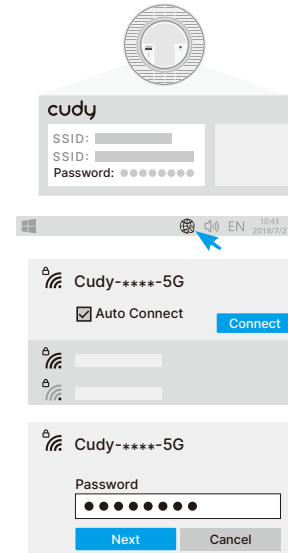 cudy
SSID:
SSID:
Password:
EN 10:43
2018/7/2
Cudy-****-5G
Auto Connect
Connect
Cudy-****-5G
Password
Next Cancel